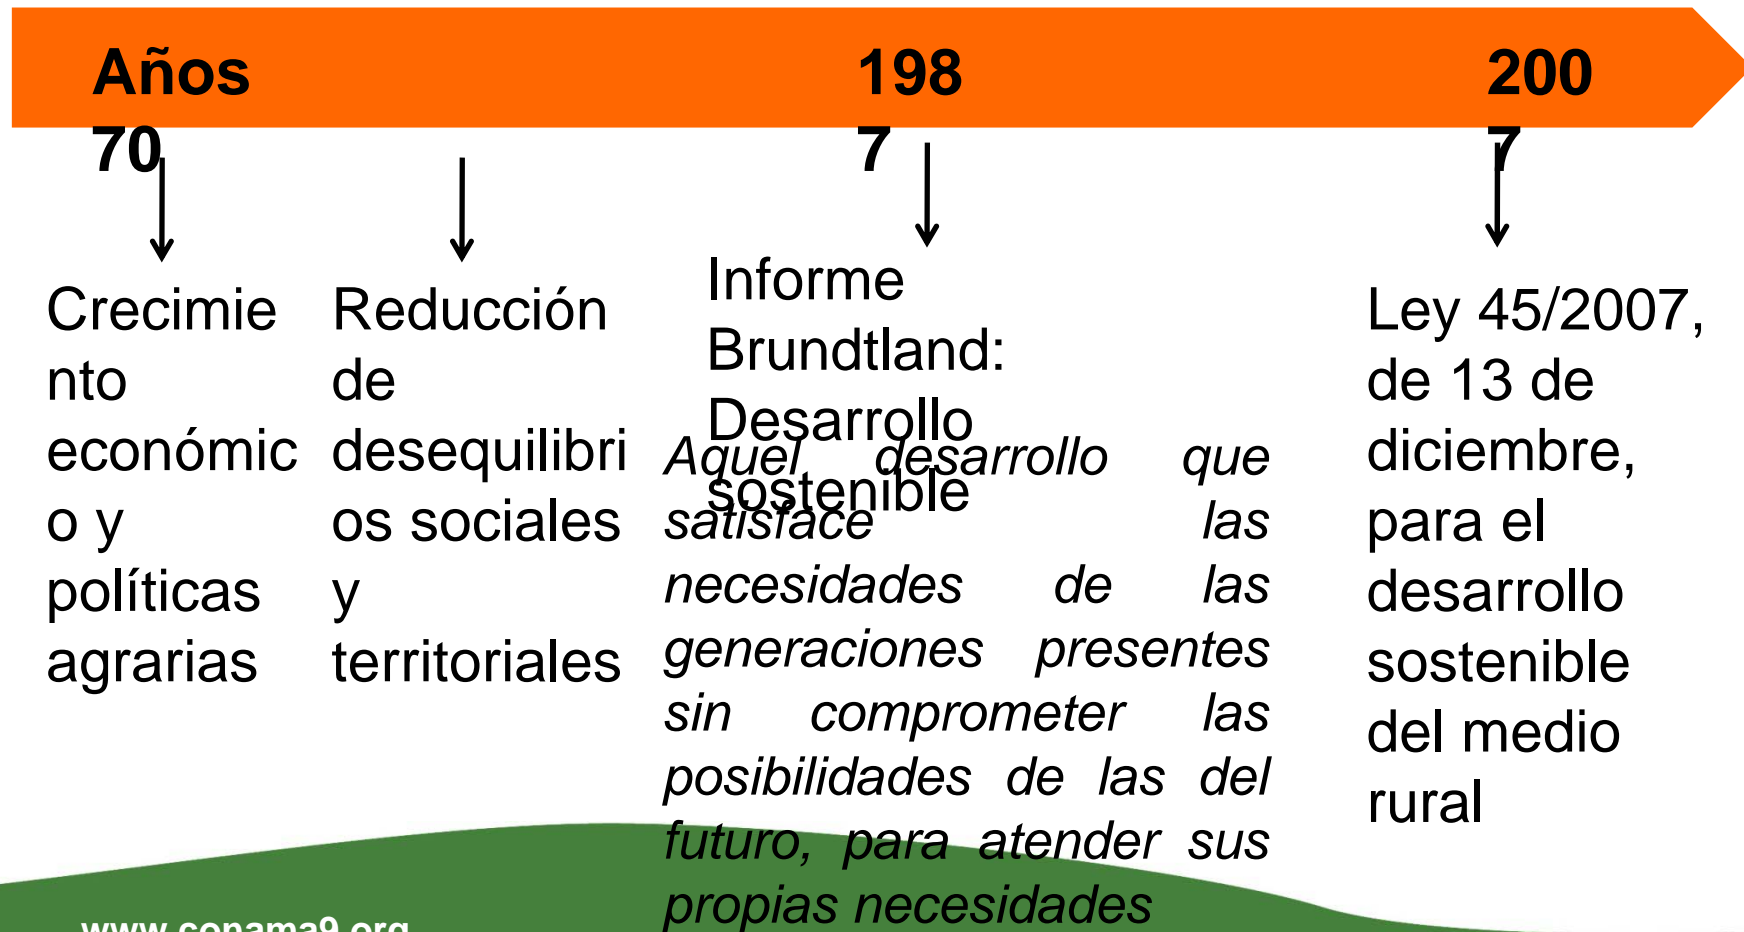 Años
70
198
7
200
7
Crecimie
nto
económic
o y
políticas
agrarias
Reducción
de
desequilibri
os sociales
y
territoriales
Informe
Brundtland:
Desarrollo
sostenible
Aquel desarrollo que
satisface las
necesidades de las
generaciones presentes
sin comprometer las
posibilidades de las del
futuro, para atender sus
propias necesidades
Ley 45/2007,
de 13 de
diciembre,
para el
desarrollo
sostenible
del medio
rural
www.conama9.org